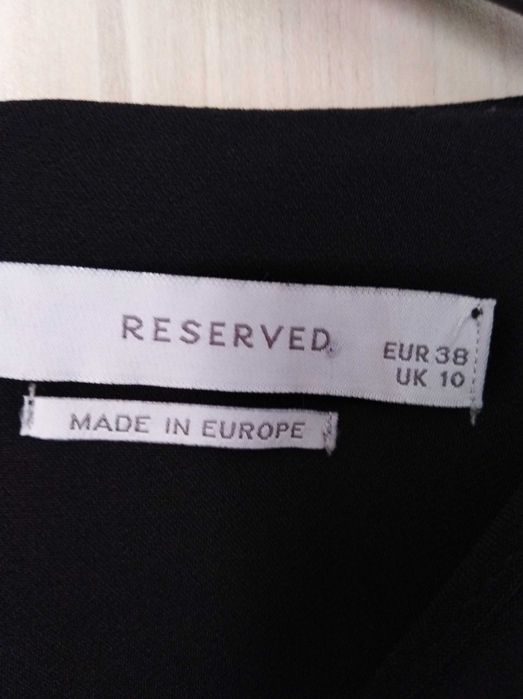 RESERVED
EUR 38
UK 10
MADE IN EUROPE